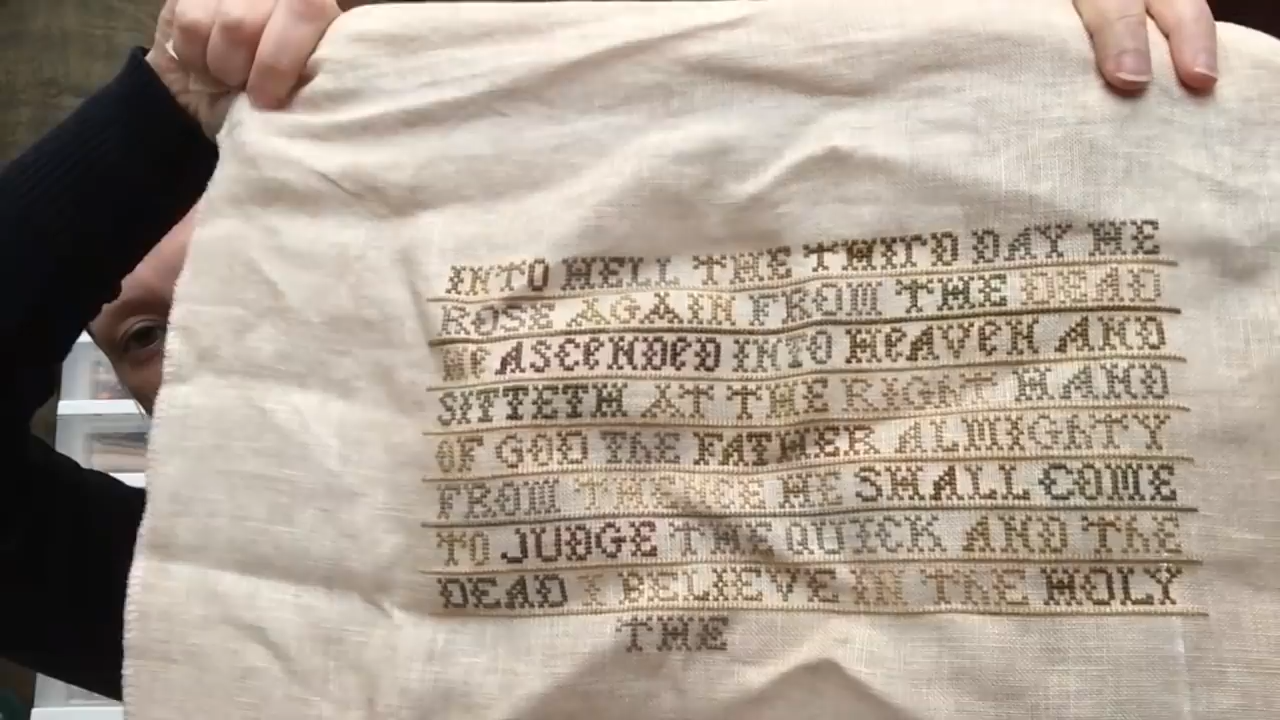 INTO HELL THE THIRD DAY HE
ROSE AGAIN FROM THE DEAD
HE ASCENDED INTO HEAVEN AND
SITTETH AT THE RIGHT HAND
OF GOD THE FATHER ALMIGHTY
FROM THENCE HE SHALL COME
TO JUDGE THE QUICK AND THE
DEAD I BELIEVE IN THE HOLY
THE